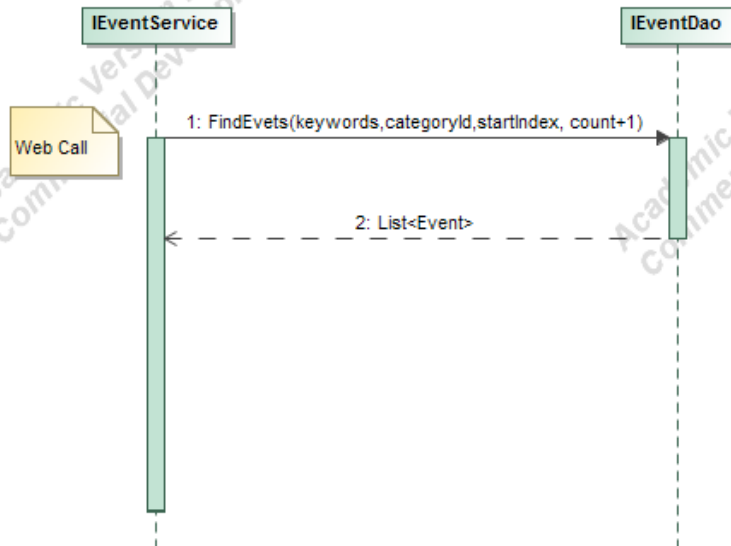 IEventService
IEventDao
Web Call
1: FindEvets(keywords,categoryId,startIndex, count+1)
2: List<Event>